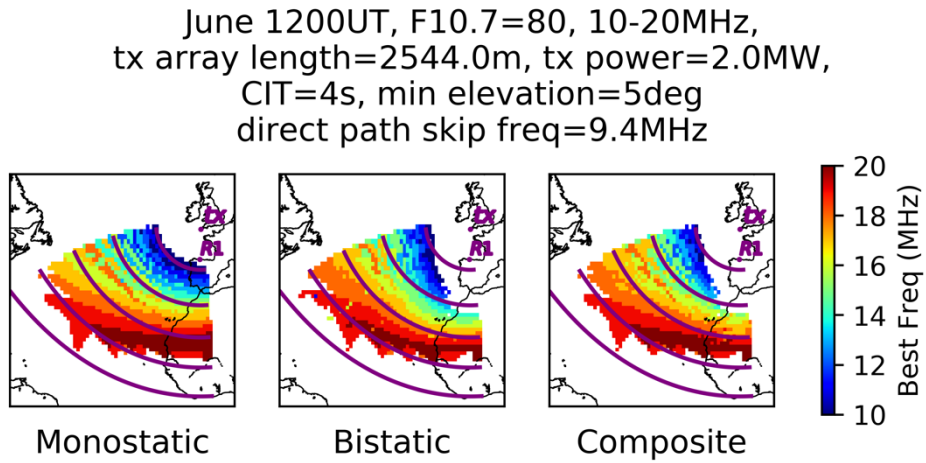 June 1200UT, F10.7=80, 10-20MHz,
tx array length=2544.0m, tx power=2.0MW,
CIT=4s, min elevation=5deg
direct path skip freq=9.4MHz
tx
R1
Monostatic
tx
R1
Bistatic
tx
R1
Composite
20
18
16
14
12
10
Best Freq (MHz)